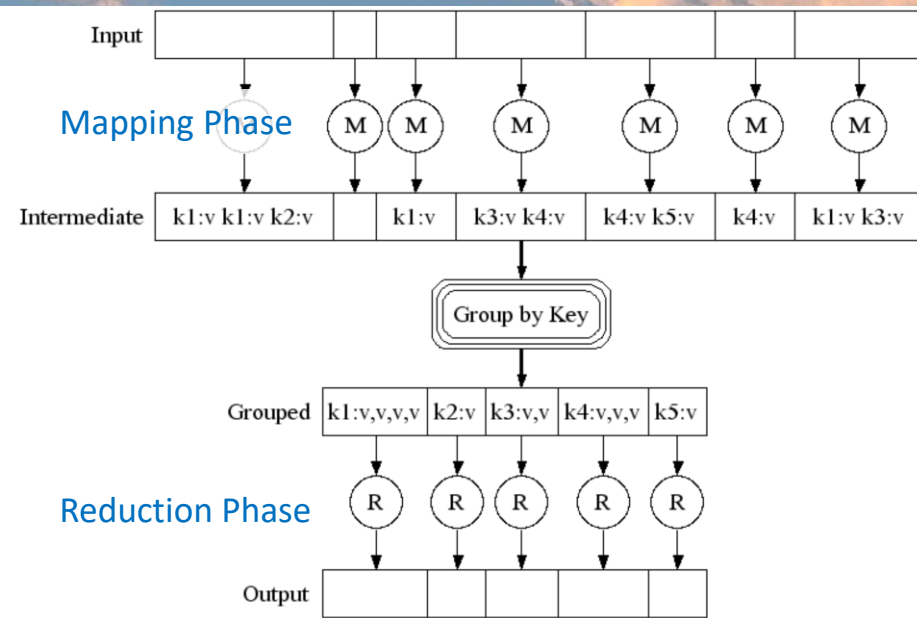 Input
Mapping Phase
M M M M M M
Intermediate k1:v k1:v k2:v k1:v k3:v k4:v k4:v k5:v k4:v k1:v k3:v
Group by Key
Grouped k1:v,v,v,v k2:v k3:v,v k4:v,v,v k5:v
R R R R R
Reduction Phase
Output